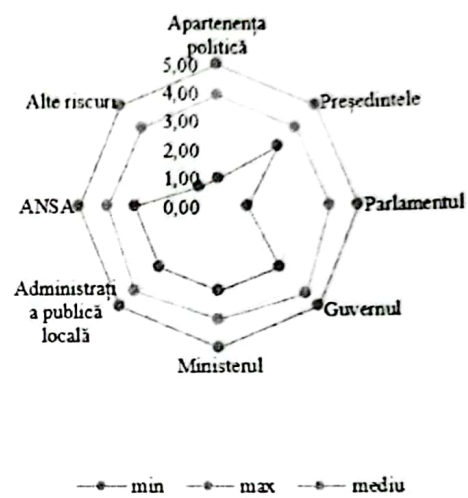 Apartenența
politică
5,00
4,00
3,00
2,00
1,00
0,00
Președintele
Parlamentul
Guvernul
Ministerul
Administrați
a publică
locală
ANSA
Alte riscuri
min
max
mediu